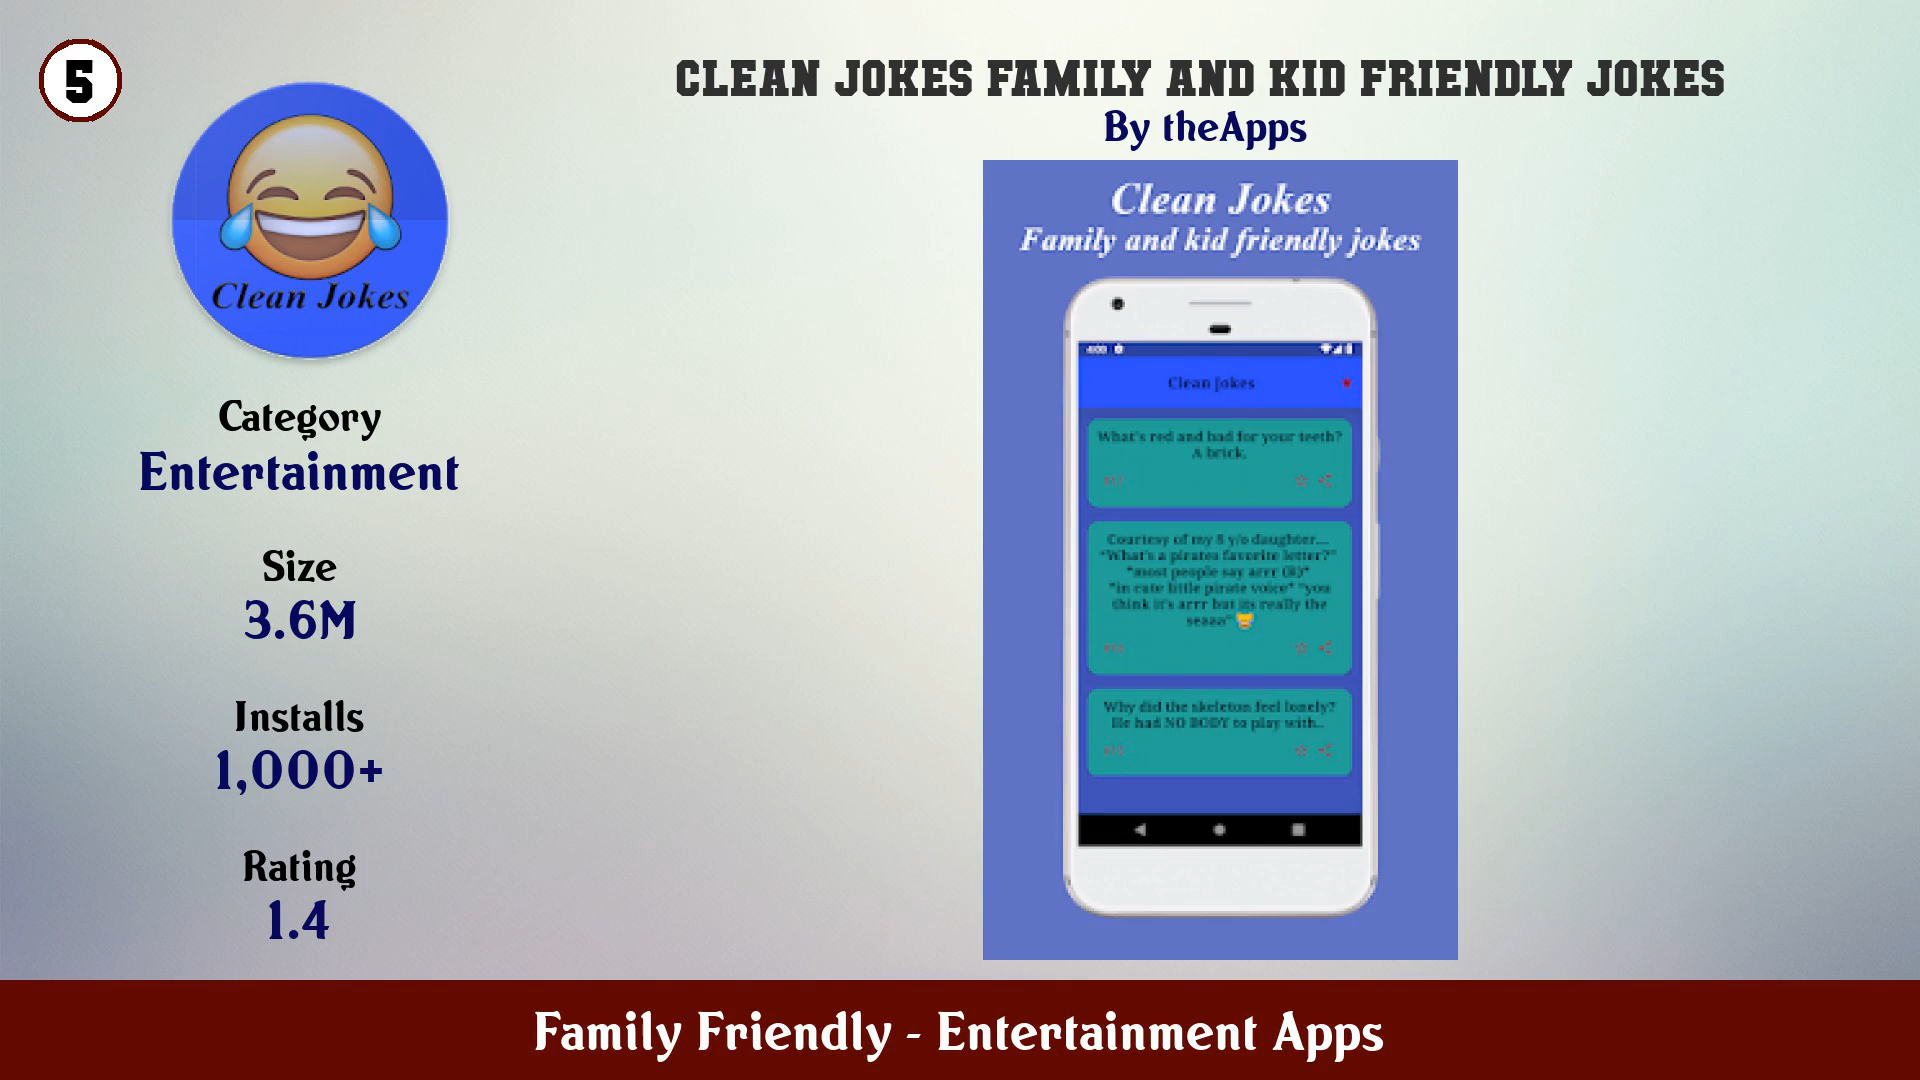 5
CLEAN JOKES FAMILY AND KID FRIENDLY JOKES
By theApps
Clean Jokes
Category
Entertainment
Size
3.6M
Installs
1,000+
Rating
1.4
Clean Jokes
Family and kid friendly jokes
4:00
Clean Jokes
What's red and bad for your teeth?
A brick.
Courtesy of my 8 y/o daughter...
"What's a pirates favorite letter?"
*most people say arrr (R)*
*in cute little pirate voice* "you
think it's arrr but its really the
seaaa"
Why did the skeleton feel lonely?
He had NO BODY to play with..
Family Friendly - Entertainment Apps